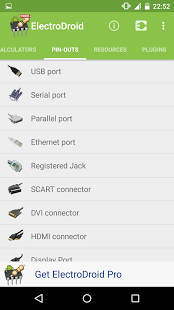 22:52
FREE
ElectroDroid
ALCULATORS PIN-OUTS RESOURCES PLUGINS
USB port
Serial port
Parallel port
Ethernet port
Registered Jack
SCART connector
DVI connector
HDMI connector
Display Port
Get ElectroDroid Pro